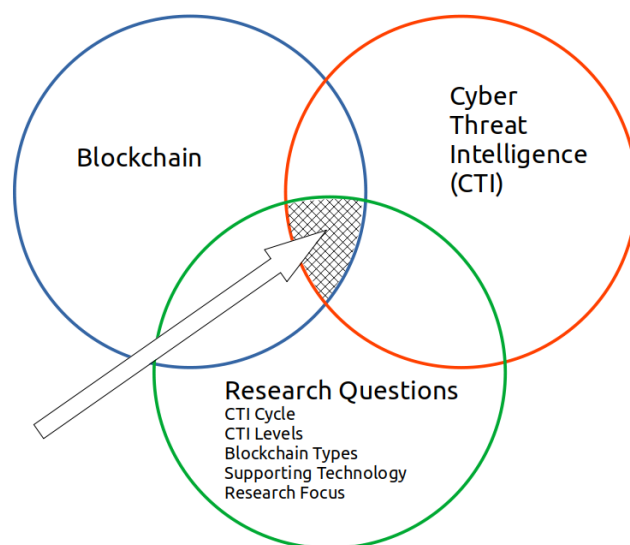 Blockchain
Cyber
Threat
Intelligence
(CTI)
Research Questions
CTI Cycle
CTI Levels
Blockchain Types
Supporting Technology
Research Focus